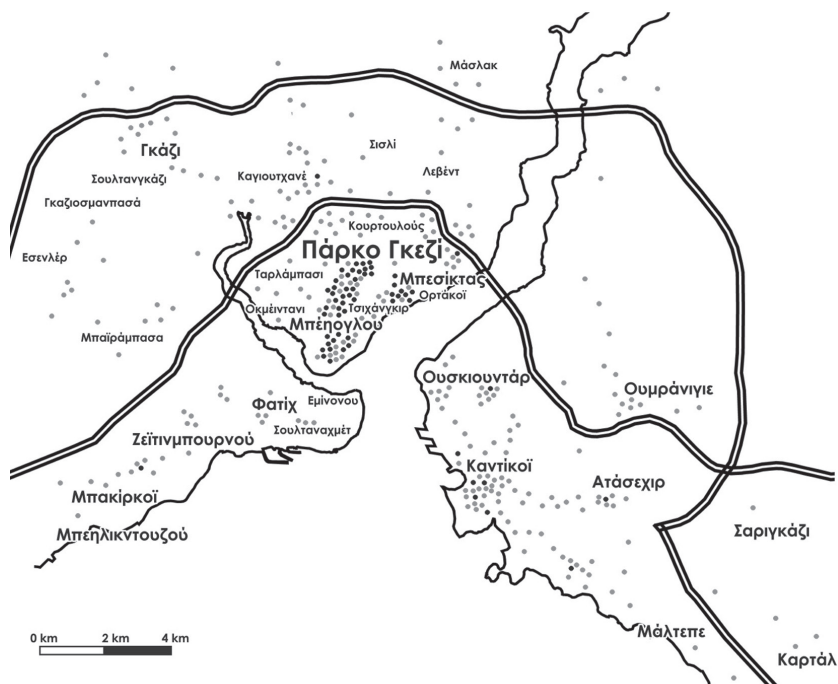 Μάσλακ
Γκάζι
Σισλί
Σουλτανγκάζι
Καγιουτχανέ
Λεβέντ
Γκαζιοσμανπασά
Κουρτουλούς
Πάρκο Γκεζί
Εσενλέρ
Ταρλάμπασι
Μπεσίκτας
Ορτάκοϊ
Οκμέιντανι
Τσιχάνγκιρ
Μπέηογλου
Μπαϊράμπασα
Ουσκιουντάρ
Ουμράνιγιε
Φατίχ
Εμίνονου
Σουλταναχμέτ
Ζεϊτινμπουρνού
Καντίκοϊ
Ατάσεχιρ
Μπακίρκοϊ
Σαριγκάζι
Μπεηλικντουζού
Μάλτεπε
0 km 2 km 4 km
Καρτάλ